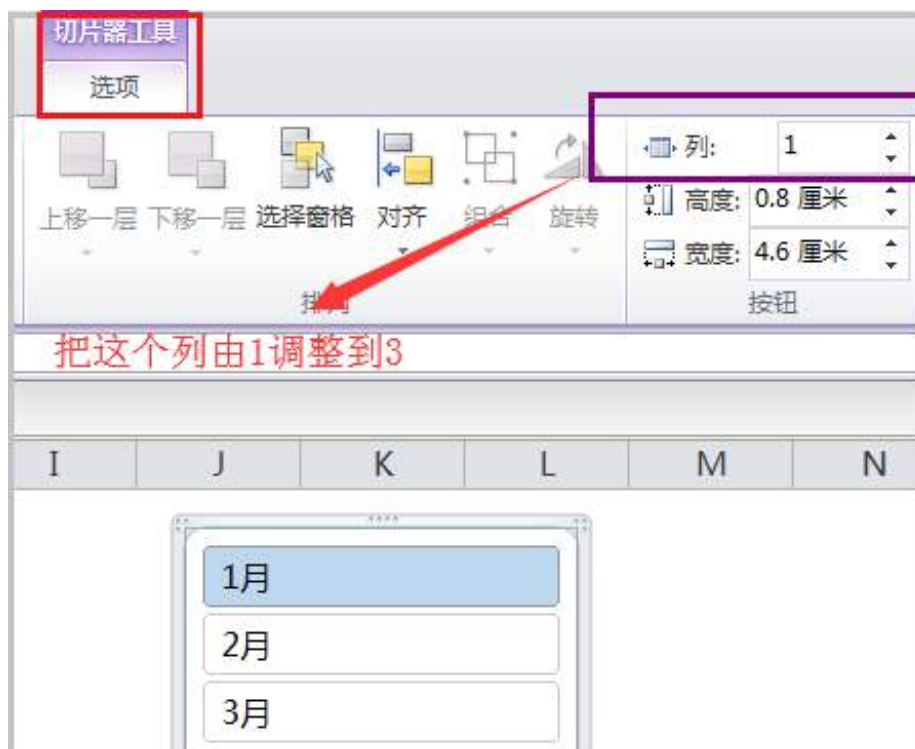 切片器工具
选项
列: 1
上移一层 下移一层 选择窗格 对齐 组合 旋转
高度: 0.8 厘米
宽度: 4.6 厘米
排列
按钮
把这个列由1调整到3
I J K L M N
1月
2月
3月